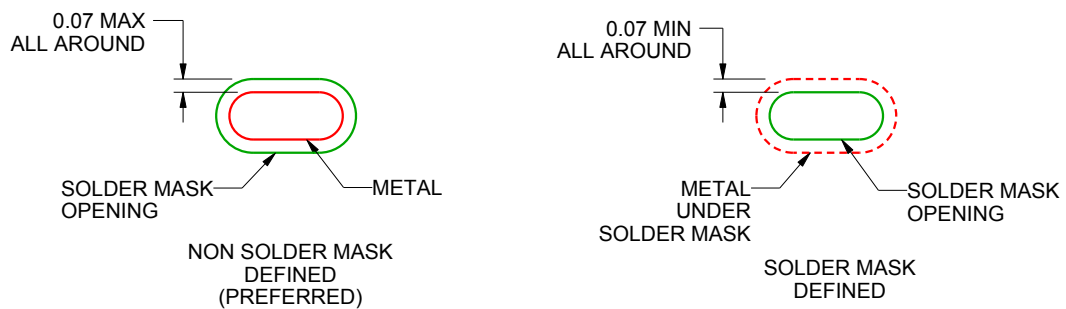 0.07 MAX
ALL AROUND
SOLDER MASK
OPENING
METAL
NON SOLDER MASK
DEFINED
(PREFERRED)
0.07 MIN
ALL AROUND
METAL
UNDER
SOLDER MASK
SOLDER MASK
OPENING
SOLDER MASK
DEFINED